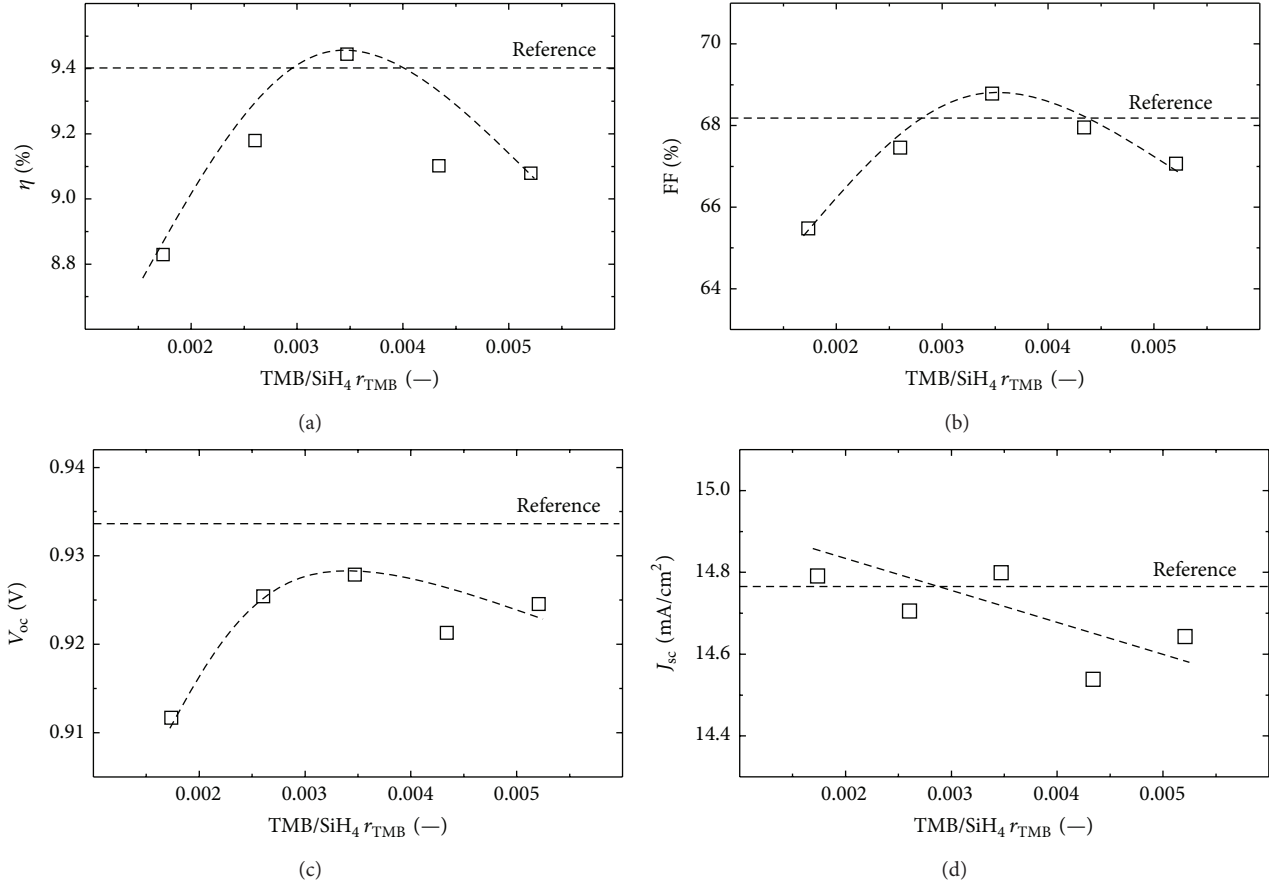 Reference
9.4
9.2
9.0
8.8
η (%)
0.002 0.003 0.004 0.005
TMB/SiH4 rTMB (—)
(a)
70
68
66
64
FF (%)
Reference
0.002 0.003 0.004 0.005
TMB/SiH4 rTMB (—)
(b)
0.94
0.93
0.92
0.91
Voc (V)
Reference
0.002 0.003 0.004 0.005
TMB/SiH4 rTMB (—)
(c)
15.0
14.8
14.6
14.4
Jsc (mA/cm2)
Reference
0.002 0.003 0.004 0.005
TMB/SiH4 rTMB (—)
(d)